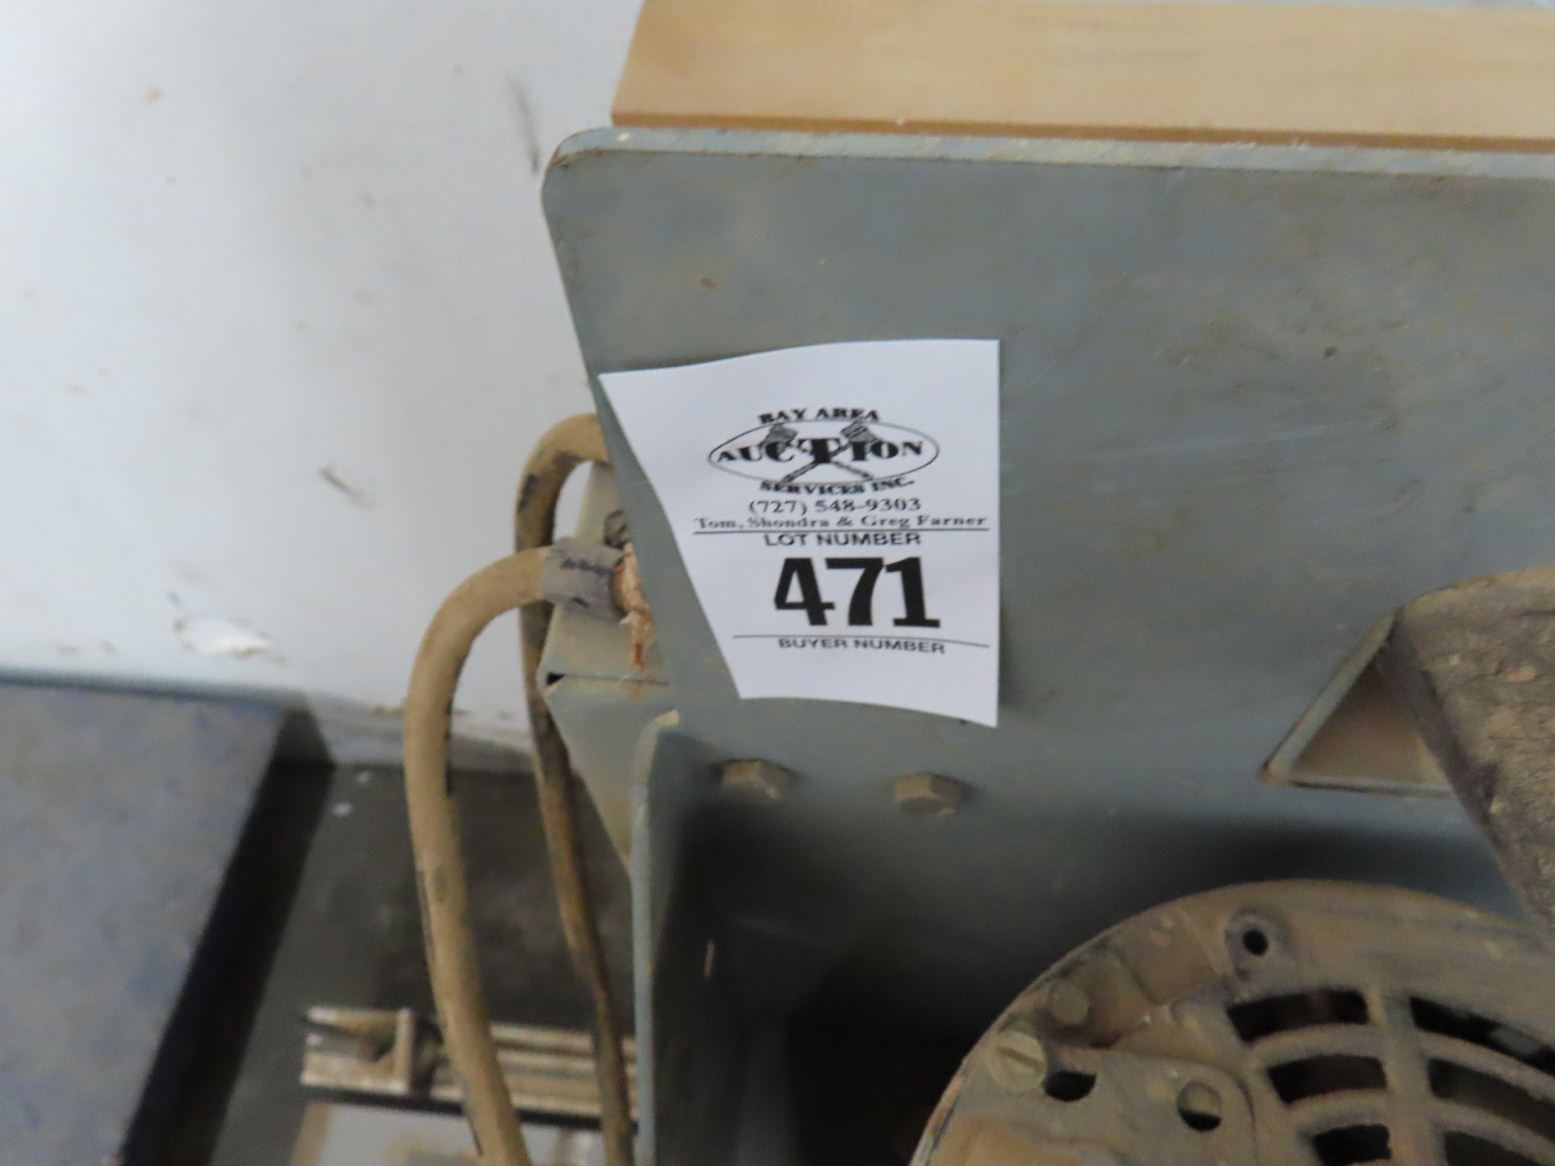 BAY AREA
AUCTION
SERVICES INC.
(727) 548-9303
Tom, Shondra & Greg Farner
LOT NUMBER
471
BUYER NUMBER